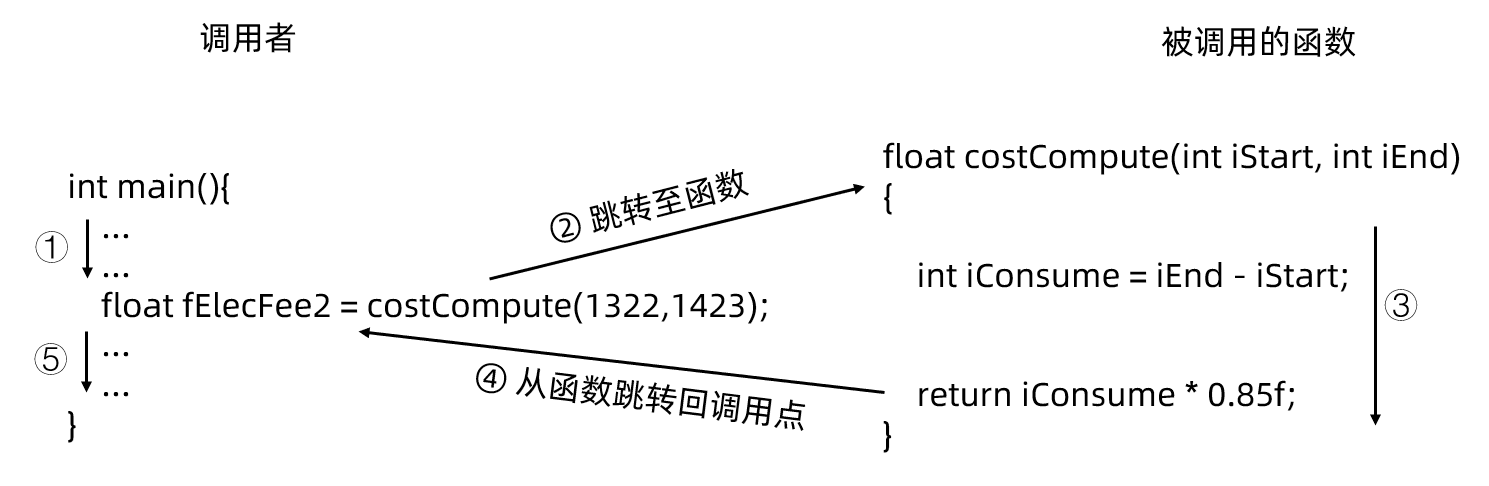 调用者
被调用的函数
int main(){
①
...
...
float fElecFee2 = costCompute(1322,1423);
⑤
...
...
}
② 跳转至函数
float costCompute(int iStart, int iEnd)
{
int iConsume = iEnd - iStart;
③
return iConsume * 0.85f;
}
④ 从函数跳转回调用点